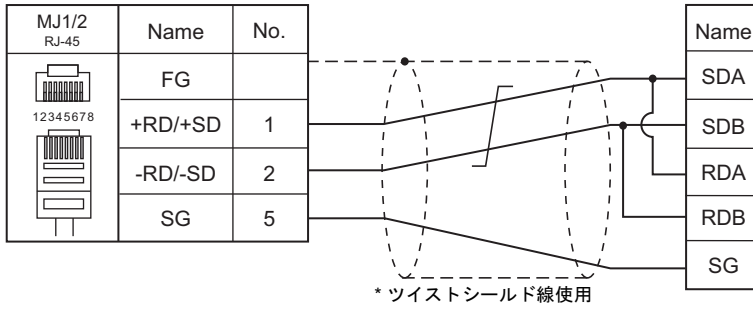 MJ1/2
RJ-45
Name
No.
Name
FG
SDA
12345678
+RD/+SD
1
SDB
-RD/-SD
2
RDA
RDB
SG
5
SG
* ツイストシールド線使用